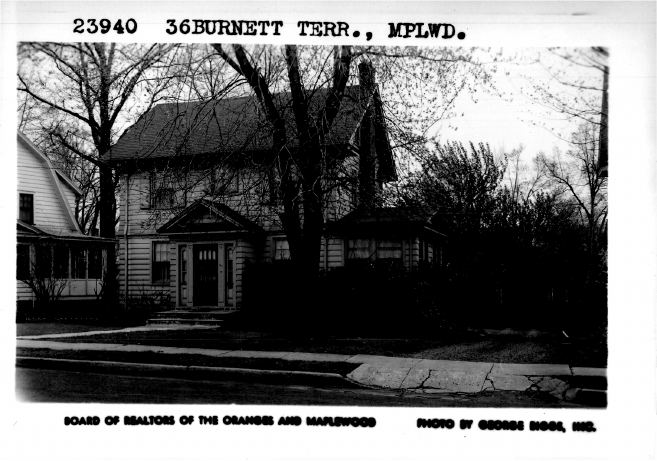 23940 36BURNETT TERR., MPLWD.
BOARD OF REALTORS OF THE ORANGES AND MAPLEWOOD PHOTO BY GEORGE BIGGS, INC.